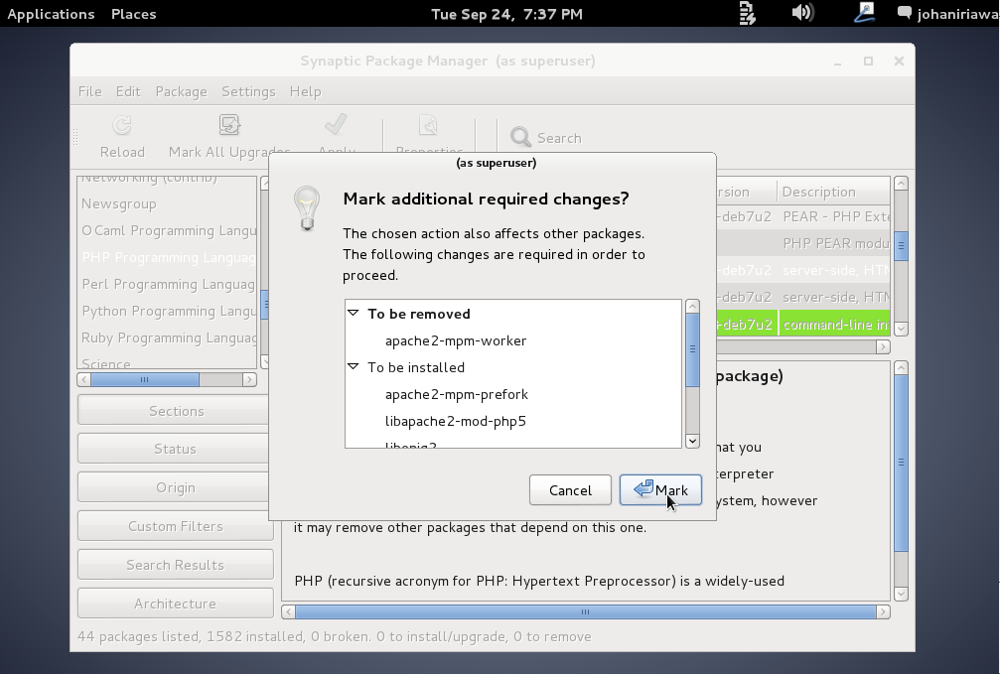 Applications Places Tue Sep 24, 7:37 PM johaniriawa
Synaptic Package Manager (as superuser)
File Edit Package Settings Help
Reload Mark All Upgrades Apply Properties Search
(as superuser)
Mark additional required changes?
The chosen action also affects other packages.
The following changes are required in order to
proceed.
To be removed
apache2-mpm-worker
To be installed
apache2-mpm-prefork
libapache2-mod-php5
libonig2
Cancel Mark
Networking (contrib)
Newsgroup
OCaml Programming Langu
PHP Programming Languag
Perl Programming Languag
Python Programming Langu
Ruby Programming Languag
Science
Sections
Status
Origin
Custom Filters
Search Results
Architecture
rsion Description
-deb7u2 PEAR - PHP Exte
PHP PEAR modu
-deb7u2 server-side, HTM
-deb7u2 server-side, HTM
+deb7u2 command-line in
package)
hat you
terpreter
ystem, however
it may remove other packages that depend on this one.
PHP (recursive acronym for PHP: Hypertext Preprocessor) is a widely-used
44 packages listed, 1582 installed, 0 broken. 0 to install/upgrade, 0 to remove